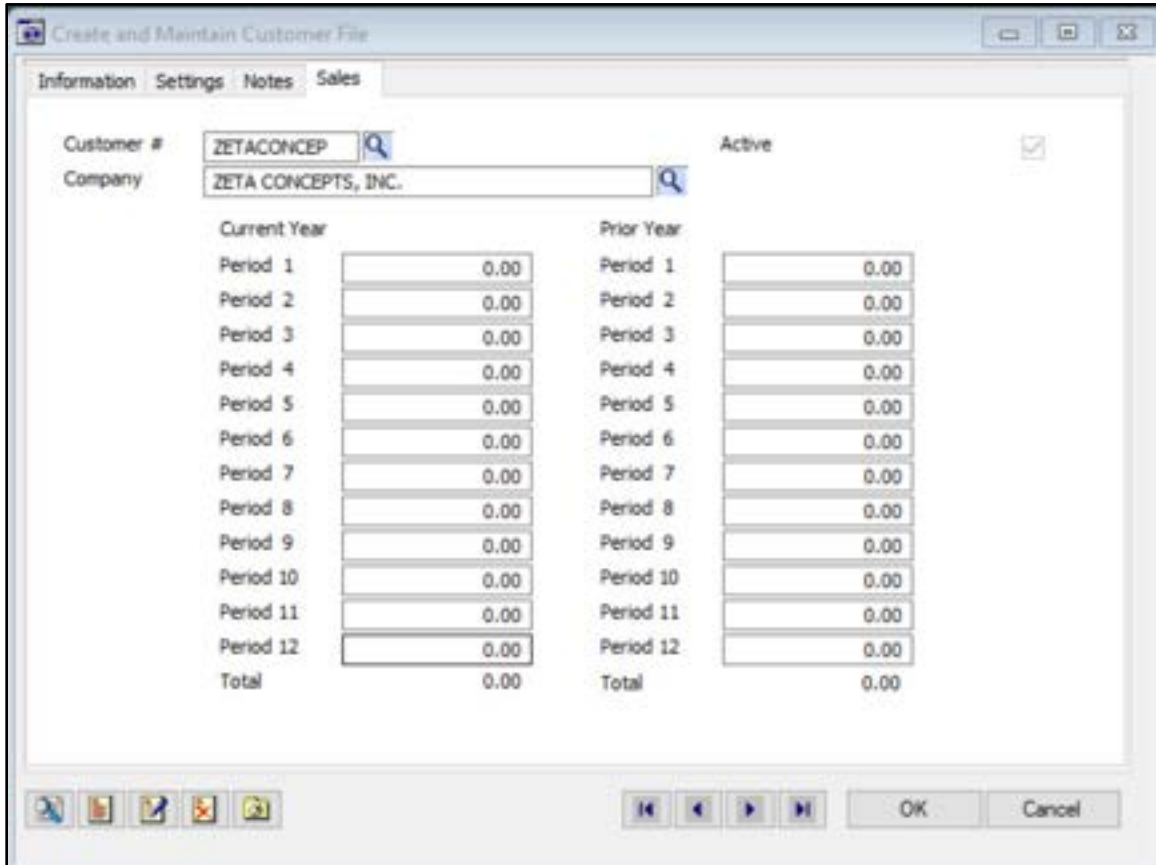 Create and Maintain Customer File
Information Settings Notes Sales
Customer # ZETACONCEP Active
Company ZETA CONCEPTS, INC.
Current Year Prior Year
Period 1 0.00 Period 1 0.00
Period 2 0.00 Period 2 0.00
Period 3 0.00 Period 3 0.00
Period 4 0.00 Period 4 0.00
Period 5 0.00 Period 5 0.00
Period 6 0.00 Period 6 0.00
Period 7 0.00 Period 7 0.00
Period 8 0.00 Period 8 0.00
Period 9 0.00 Period 9 0.00
Period 10 0.00 Period 10 0.00
Period 11 0.00 Period 11 0.00
Period 12 0.00 Period 12 0.00
Total 0.00 Total 0.00
OK Cancel